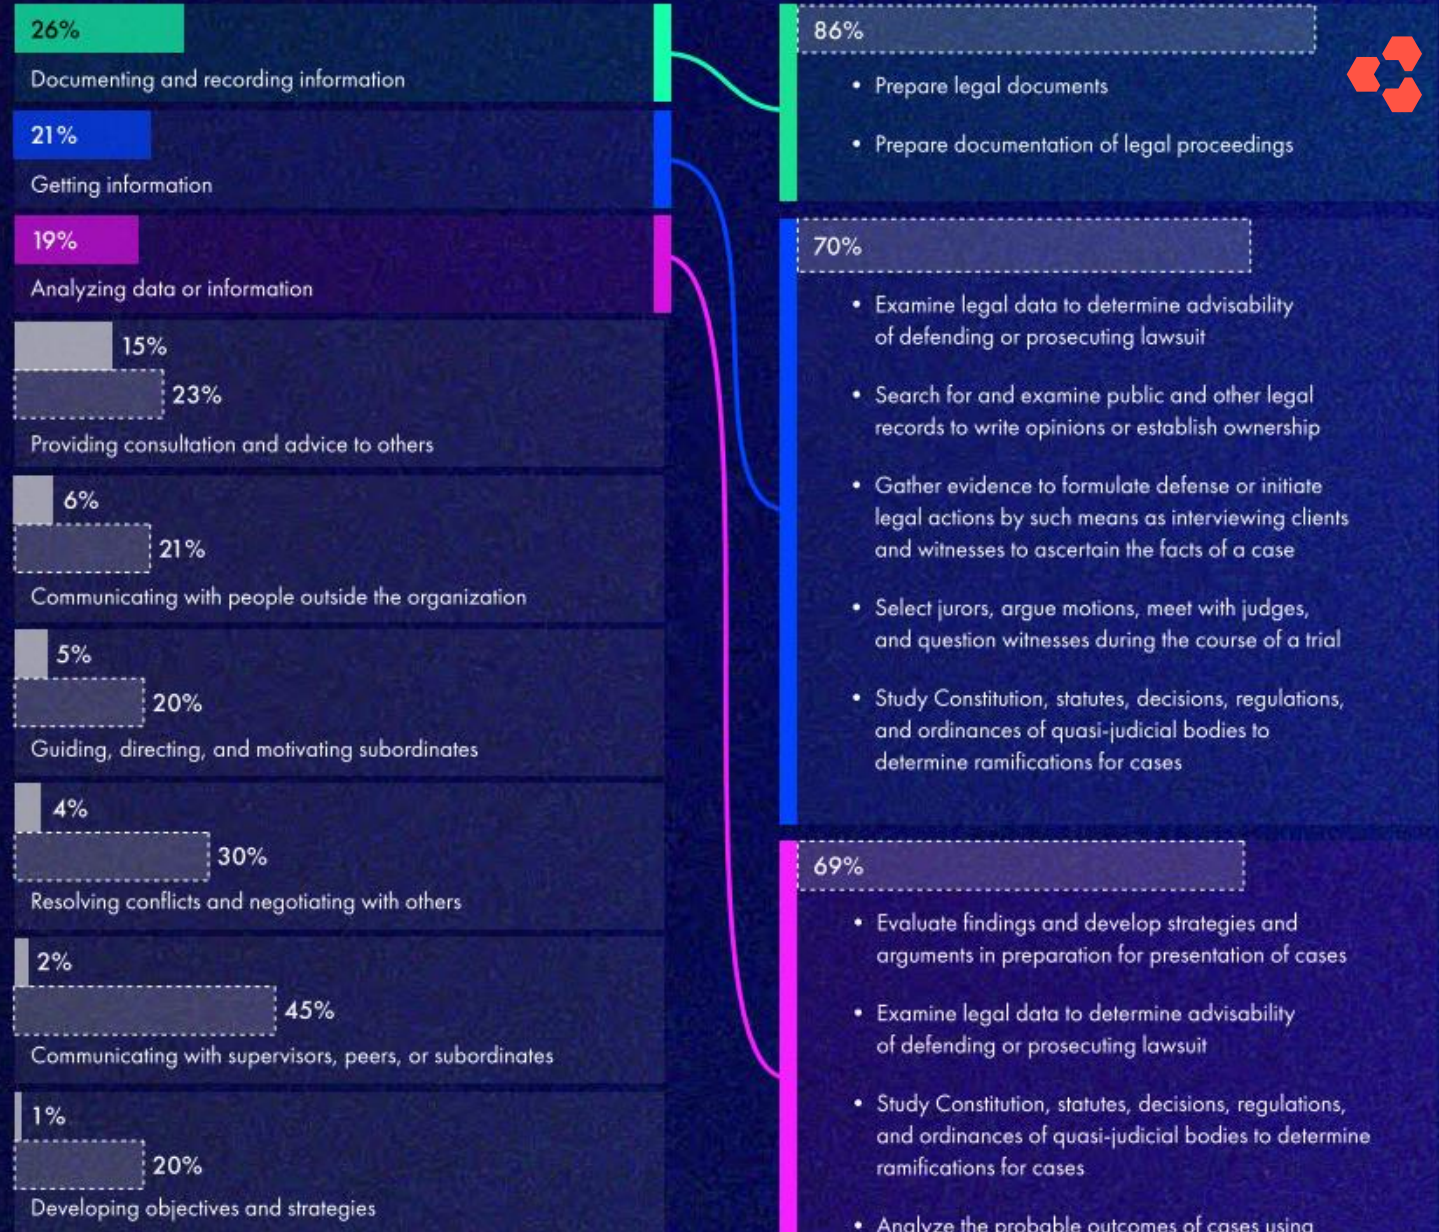 26%
Documenting and recording information
21%
Getting information
19%
Analyzing data or information
15%
23%
Providing consultation and advice to others
6%
21%
Communicating with people outside the organization
5%
20%
Guiding, directing, and motivating subordinates
4%
30%
Resolving conflicts and negotiating with others
2%
45%
Communicating with supervisors, peers, or subordinates
1%
20%
Developing objectives and strategies
86%
• Prepare legal documents
• Prepare documentation of legal proceedings
70%
• Examine legal data to determine advisability
of defending or prosecuting lawsuit
• Search for and examine public and other legal
records to write opinions or establish ownership
• Gather evidence to formulate defense or initiate
legal actions by such means as interviewing clients
and witnesses to ascertain the facts of a case
• Select jurors, argue motions, meet with judges,
and question witnesses during the course of a trial
• Study Constitution, statutes, decisions, regulations,
and ordinances of quasi-judicial bodies to
determine ramifications for cases
69%
• Evaluate findings and develop strategies and
arguments in preparation for presentation of cases
• Examine legal data to determine advisability
of defending or prosecuting lawsuit
• Study Constitution, statutes, decisions, regulations,
and ordinances of quasi-judicial bodies to determine
ramifications for cases
• Analyze the probable outcomes of cases using